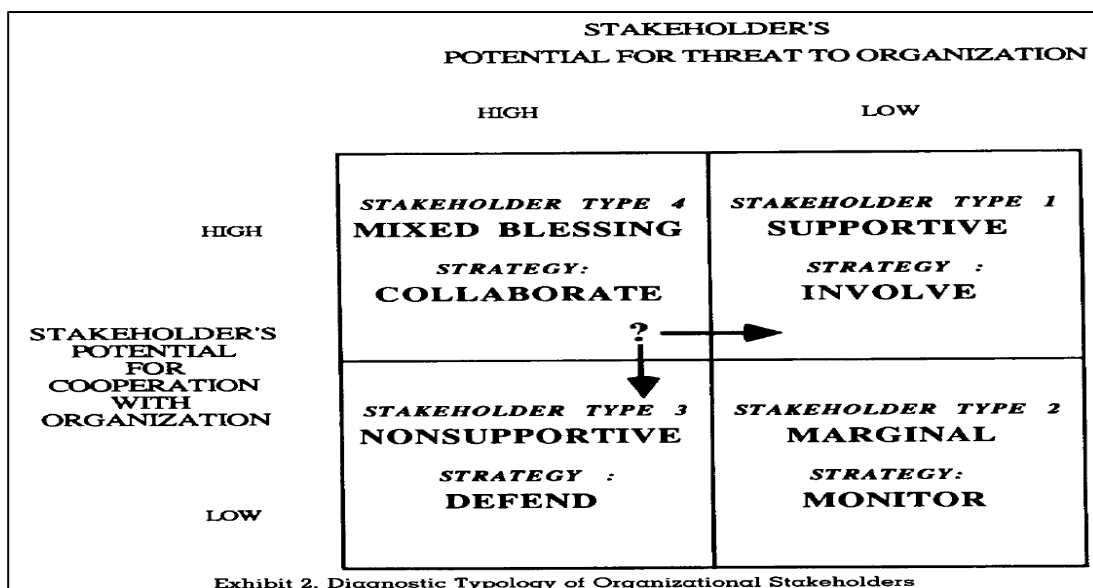 STAKEHOLDER'S
POTENTIAL FOR THREAT TO ORGANIZATION
HIGH
LOW
HIGH
STAKEHOLDER TYPE 4
MIXED BLESSING
STRATEGY:
COLLABORATE
STAKEHOLDER TYPE 1
SUPPORTIVE
STRATEGY :
INVOLVE
?
STAKEHOLDER'S
POTENTIAL
FOR
COOPERATION
WITH
ORGANIZATION
STAKEHOLDER TYPE 3
NONSUPPORTIVE
STRATEGY :
DEFEND
STAKEHOLDER TYPE 2
MARGINAL
STRATEGY:
MONITOR
LOW
Exhibit 2. Diagnostic Typology of Organizational Stakeholders